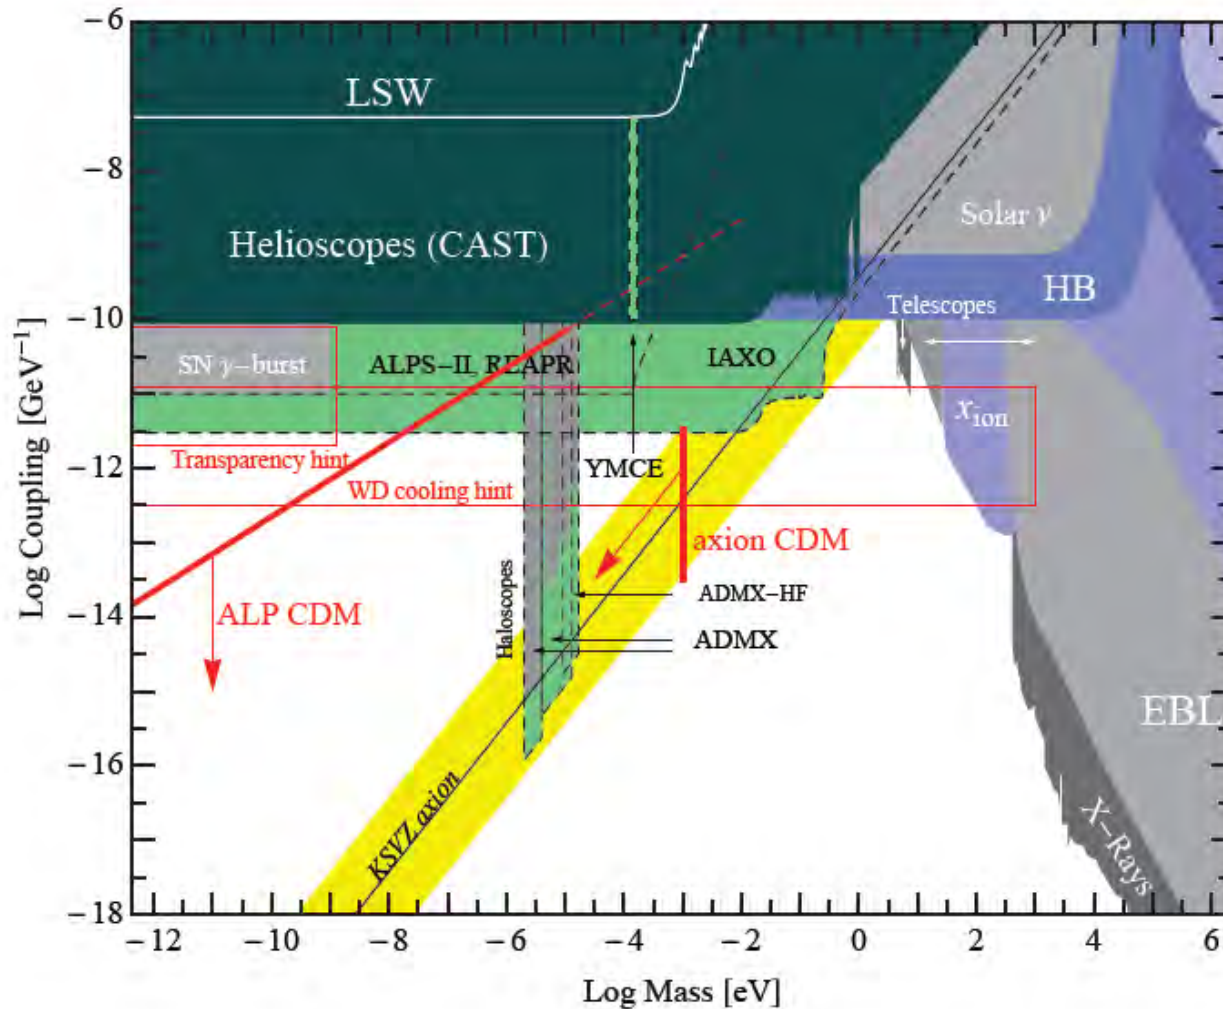 −6
−8
−10
−12
−14
−16
−18
Log Coupling [GeV⁻¹]
LSW
Helioscopes (CAST)
Solar ν
HB
Telescopes
SN γ−burst
ALPS−II, REAPR
IAXO
x_ion
Transparency hint
YMCE
WD cooling hint
axion CDM
Haloscopes
ADMX−HF
ALP CDM
ADMX
EBL
KSVZ axion
X−Rays
−12 −10 −8 −6 −4 −2 0 2 4 6
Log Mass [eV]